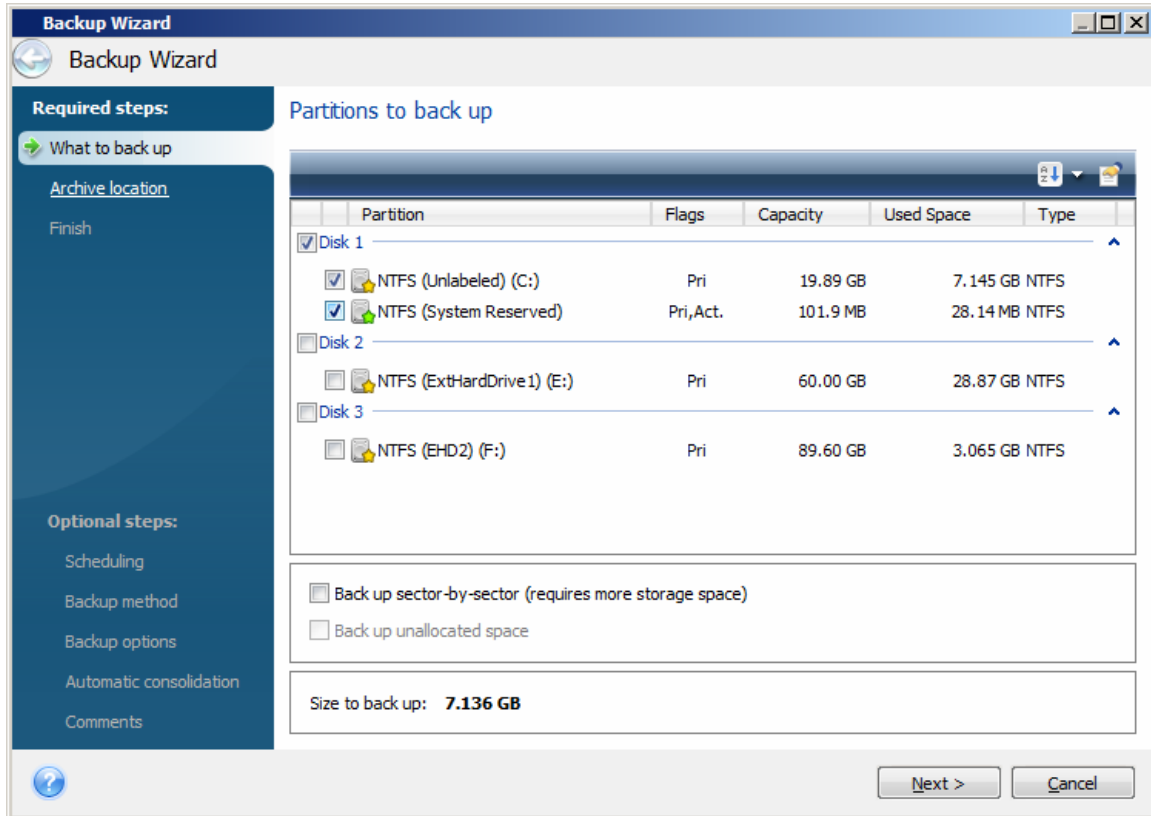 Backup Wizard
Backup Wizard
Required steps:
What to back up
Archive location
Finish
Optional steps:
Scheduling
Backup method
Backup options
Automatic consolidation
Comments
Partitions to back up
Partition Flags Capacity Used Space Type
Disk 1
NTFS (Unlabeled) (C:) Pri 19.89 GB 7.145 GB NTFS
NTFS (System Reserved) Pri,Act. 101.9 MB 28.14 MB NTFS
Disk 2
NTFS (ExtHardDrive1) (E:) Pri 60.00 GB 28.87 GB NTFS
Disk 3
NTFS (EHD2) (F:) Pri 89.60 GB 3.065 GB NTFS
Back up sector-by-sector (requires more storage space)
Back up unallocated space
Size to back up: 7.136 GB
Next >
Cancel